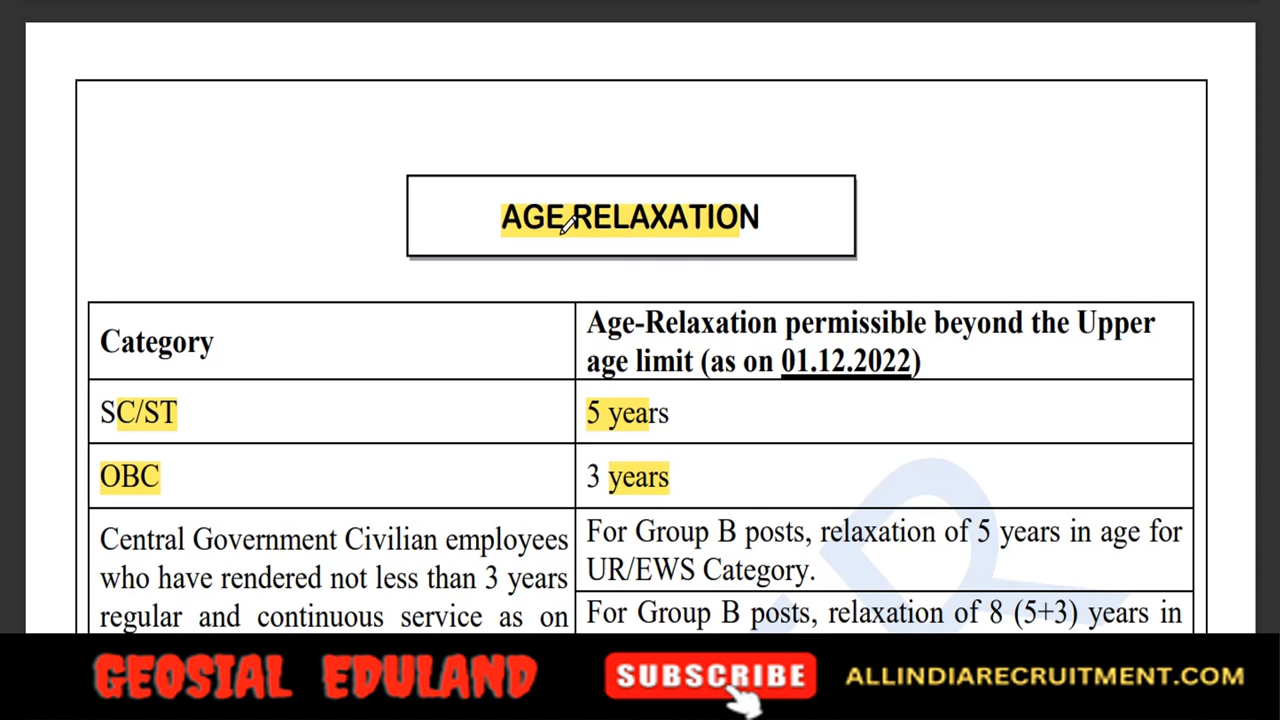 AGE RELAXATION
Category
Age-Relaxation permissible beyond the Upper
age limit (as on 01.12.2022)
SC/ST
5 years
OBC
3 years
Central Government Civilian employees
who have rendered not less than 3 years
regular and continuous service as on
For Group B posts, relaxation of 5 years in age for
UR/EWS Category.
For Group B posts, relaxation of 8 (5+3) years in
GEOSIAL EDULAND
SUBSCRIBE
ALLINDIARECRUITMENT.COM